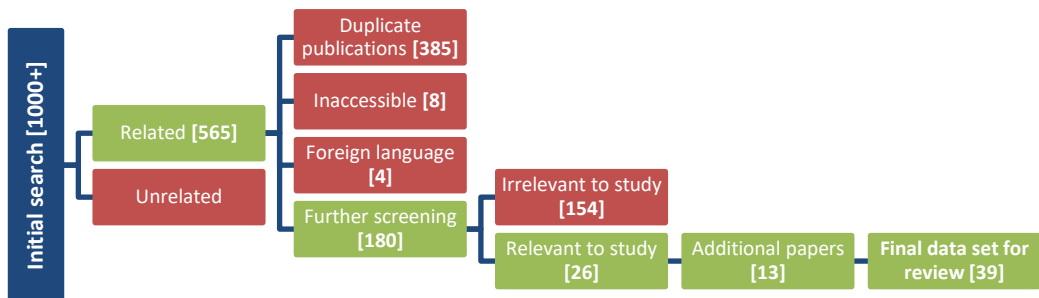 Initial search [1000+]
Related [565]
Unrelated
Duplicate
publications [385]
Inaccessible [8]
Foreign language
[4]
Further screening
[180]
Irrelevant to study
[154]
Relevant to study
[26]
Additional papers
[13]
Final data set for
review [39]